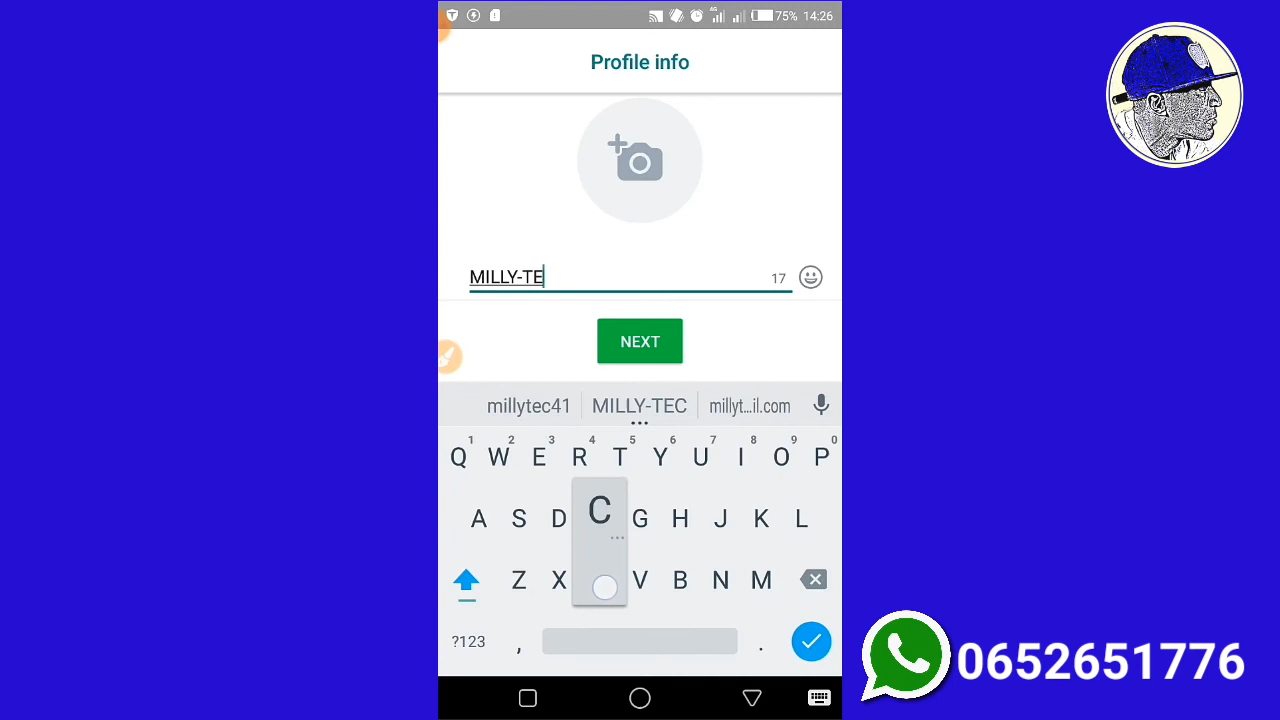 4G 75% 14:26
Profile info
MILLY-TE 17
NEXT
millytec41 MILLY-TEC millyt...il.com
1 2 3 4 5 6 7 8 9 0
Q W E R T Y U I O P
A S D C G H J K L
Z X V B N M
?123 , .
0652651776